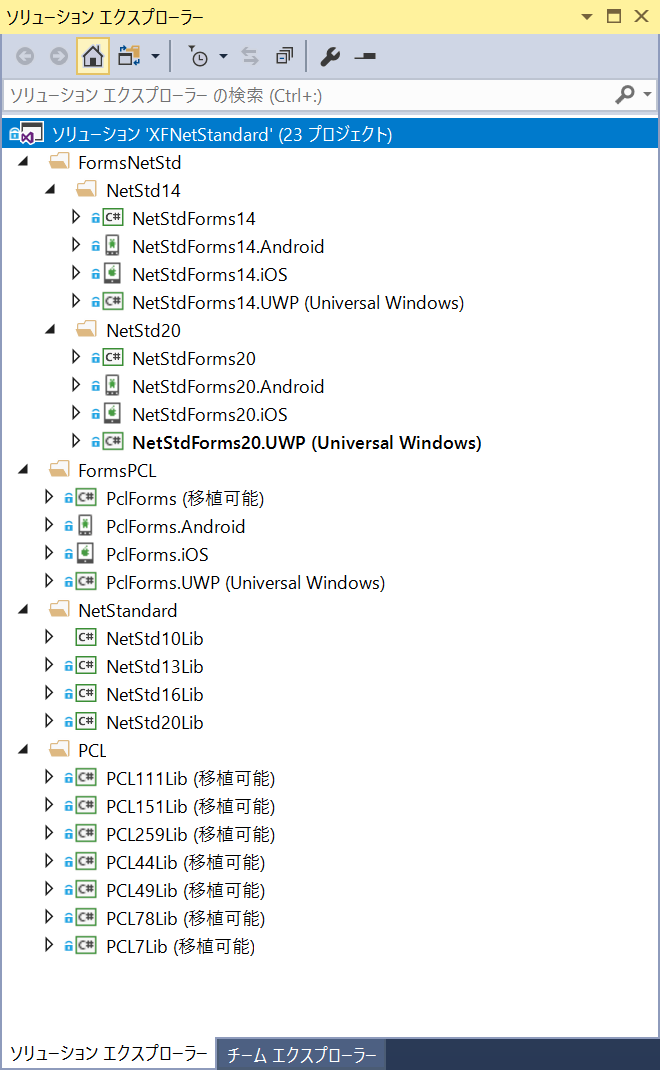 ソリューション エクスプローラー
ソリューション エクスプローラー の検索 (Ctrl+:)
ソリューション 'XFNetStandard' (23 プロジェクト)
FormsNetStd
NetStd14
C# NetStdForms14
NetStdForms14.Android
NetStdForms14.iOS
C# NetStdForms14.UWP (Universal Windows)
NetStd20
C# NetStdForms20
NetStdForms20.Android
NetStdForms20.iOS
C# NetStdForms20.UWP (Universal Windows)
FormsPCL
C# PclForms (移植可能)
PclForms.Android
PclForms.iOS
C# PclForms.UWP (Universal Windows)
NetStandard
C# NetStd10Lib
C# NetStd13Lib
C# NetStd16Lib
C# NetStd20Lib
PCL
C# PCL111Lib (移植可能)
C# PCL151Lib (移植可能)
C# PCL259Lib (移植可能)
C# PCL44Lib (移植可能)
C# PCL49Lib (移植可能)
C# PCL78Lib (移植可能)
C# PCL7Lib (移植可能)
ソリューション エクスプローラー チーム エクスプローラー